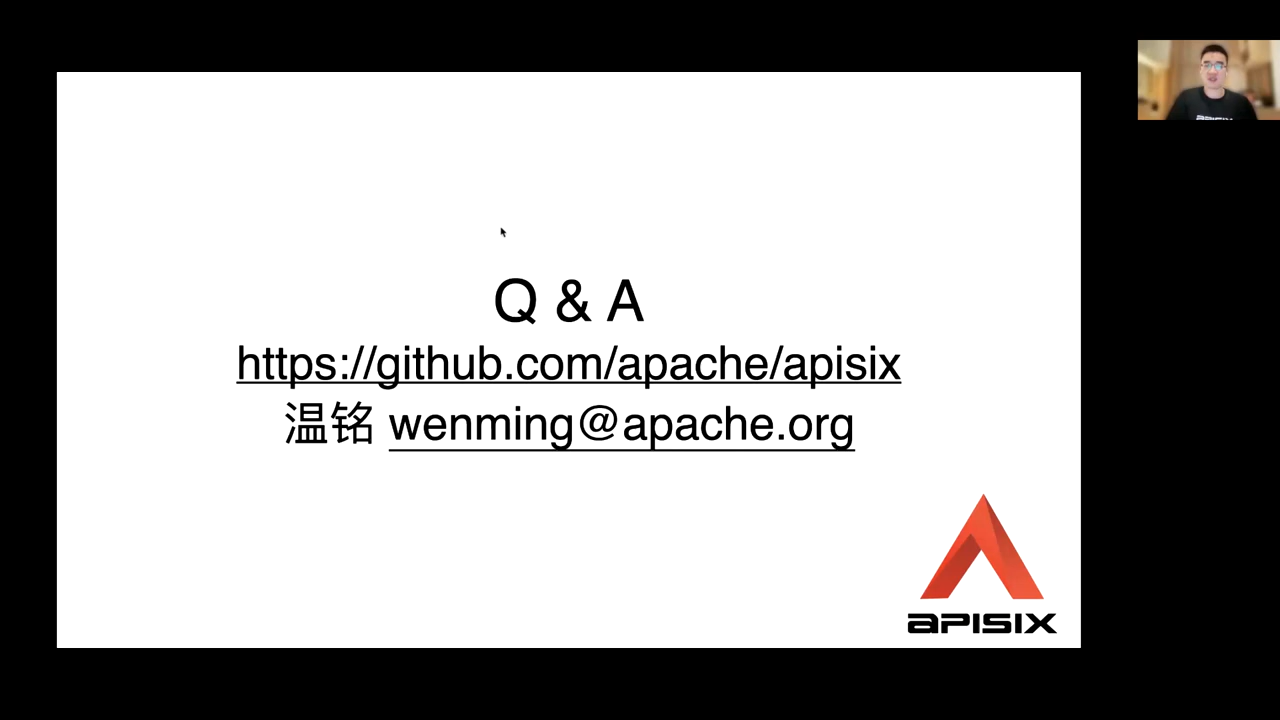 Q & A
https://github.com/apache/apisix
温铭 wenming@apache.org
APISIX